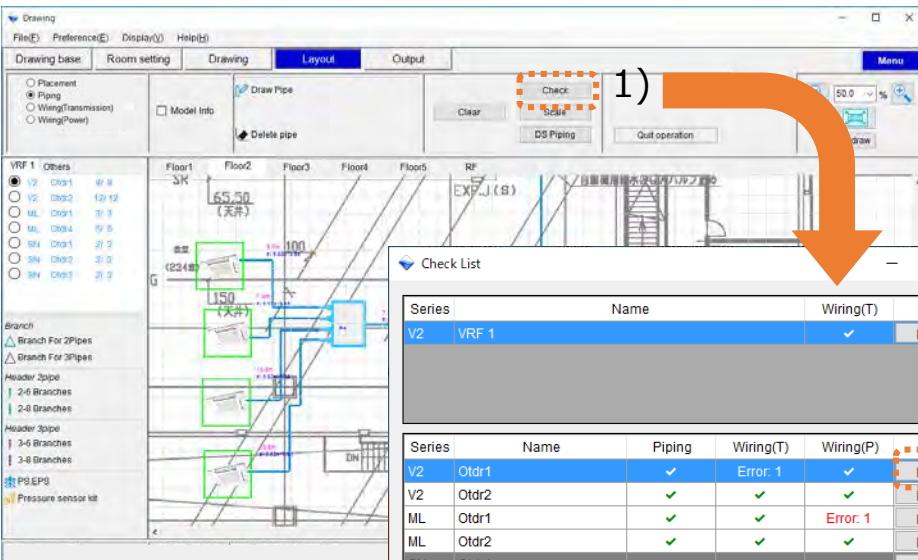 Drawing
File(F) Preference(E) Display(V) Help(H)
Drawing base Room setting Drawing Layout Output Menu
Placement
Piping
Wiring(Transmission)
Wiring(Power)
Model Info
Draw Pipe
Delete pipe
Clear
Check
Scale
DS Piping
Quit operation
50.0 %
1)
VRF 1 Others
V2 Otdr1
V2 Otdr2 12/ 12
ML Otdr1
ML Otdr4
SN Otdr1
SN Otdr2
SN Otdr3
Branch
Branch For 2Pipes
Branch For 3Pipes
Header 2pipe
2-6 Branches
2-8 Branches
Header 3pipe
3-6 Branches
3-8 Branches
PS,EPS
Pressure sensor kit
Floor1 Floor2 Floor3 Floor4 Floor5 RF
SK
65.50
(天井)
EXP.J(S)
100
G
150
(天井)
DN
Check List
Series Name Wiring(T)
V2 VRF 1 ✓
Series Name Piping Wiring(T) Wiring(P)
V2 Otdr1 ✓ Error: 1 ✓
V2 Otdr2 ✓ ✓ ✓
ML Otdr1 ✓ ✓ Error: 1
ML Otdr2 ✓ ✓ ✓